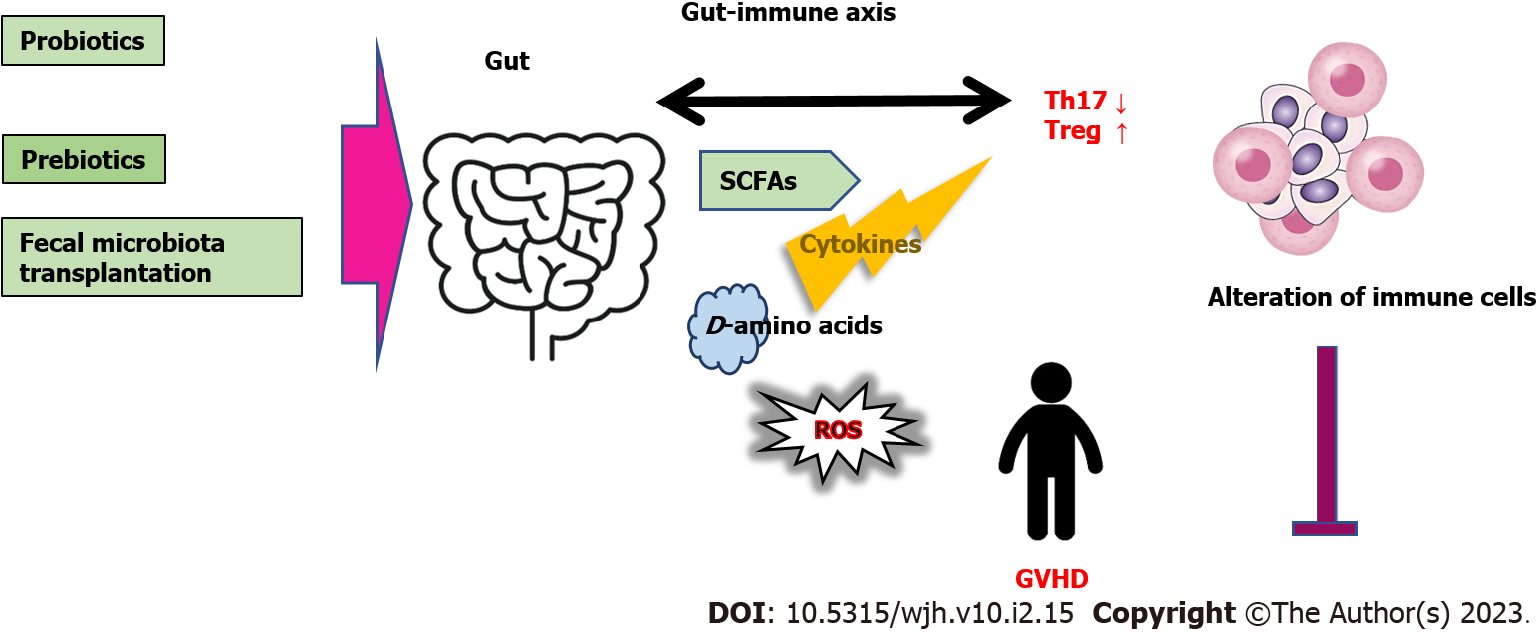 Gut-immune axis
Probiotics
Gut
Th17 ↓
Treg ↑
Prebiotics
SCFAs
Fecal microbiota
transplantation
Cytokines
Alteration of immune cells
D-amino acids
ROS
GVHD
DOI: 10.5315/wjh.v10.i2.15 Copyright ©The Author(s) 2023.